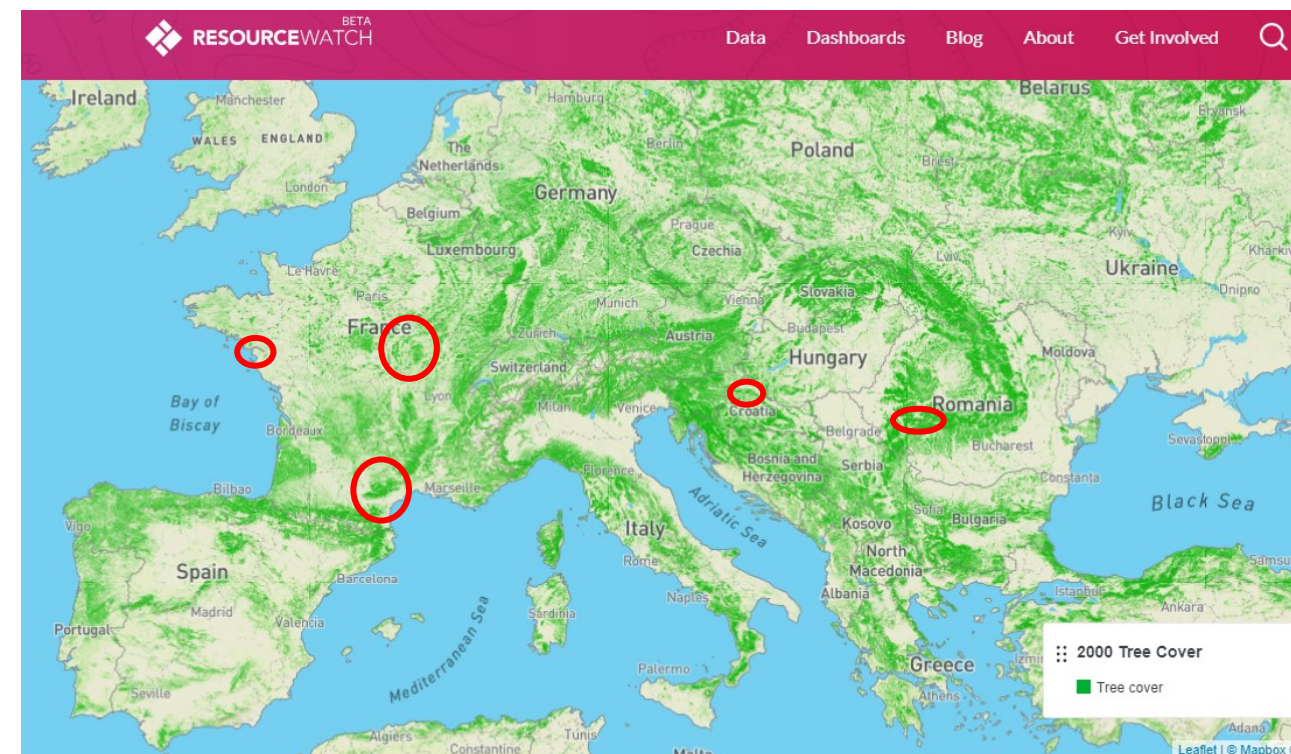 BETA
RESOURCEWATCH
Data Dashboards Blog About Get Involved
Ireland
Manchester
Hamburg
Belarus
Bryansk
WALES ENGLAND
The
Netherlands
Berlin
Poland
Brest
London
Germany
Belgium
Prague
Kyiv
Luxembourg
Czechia
Lviv
Kharkiv
Le Havre
Ukraine
Paris
Munich
Vienna
Slovakia
Dnipro
France
Zurich
Austria
Budapest
Switzerland
Hungary
Moldova
Lyon
Bay of
Biscay
Milan
Venice
Croatia
Romania
Bordeaux
Belgrade
Bucharest
Sevastopol
Bosnia and
Herzegovina
Serbia
Florence
Constanta
Bilbao
Marseille
Adriatic Sea
Black Sea
Vigo
Italy
Kosovo
Sofia
Bulgaria
Rome
North
Macedonia
Samsu
Spain
Barcelona
Istanbul
Albania
Naples
Ankara
Madrid
Sardinia
Portugal
Valencia
Mediterranean Sea
2000 Tree Cover
Tree cover
Palermo
Greece
Izmir
Seville
Athens
Algiers
Tunis
Adana
Constantine
Malta
Leaflet | © Mapbox